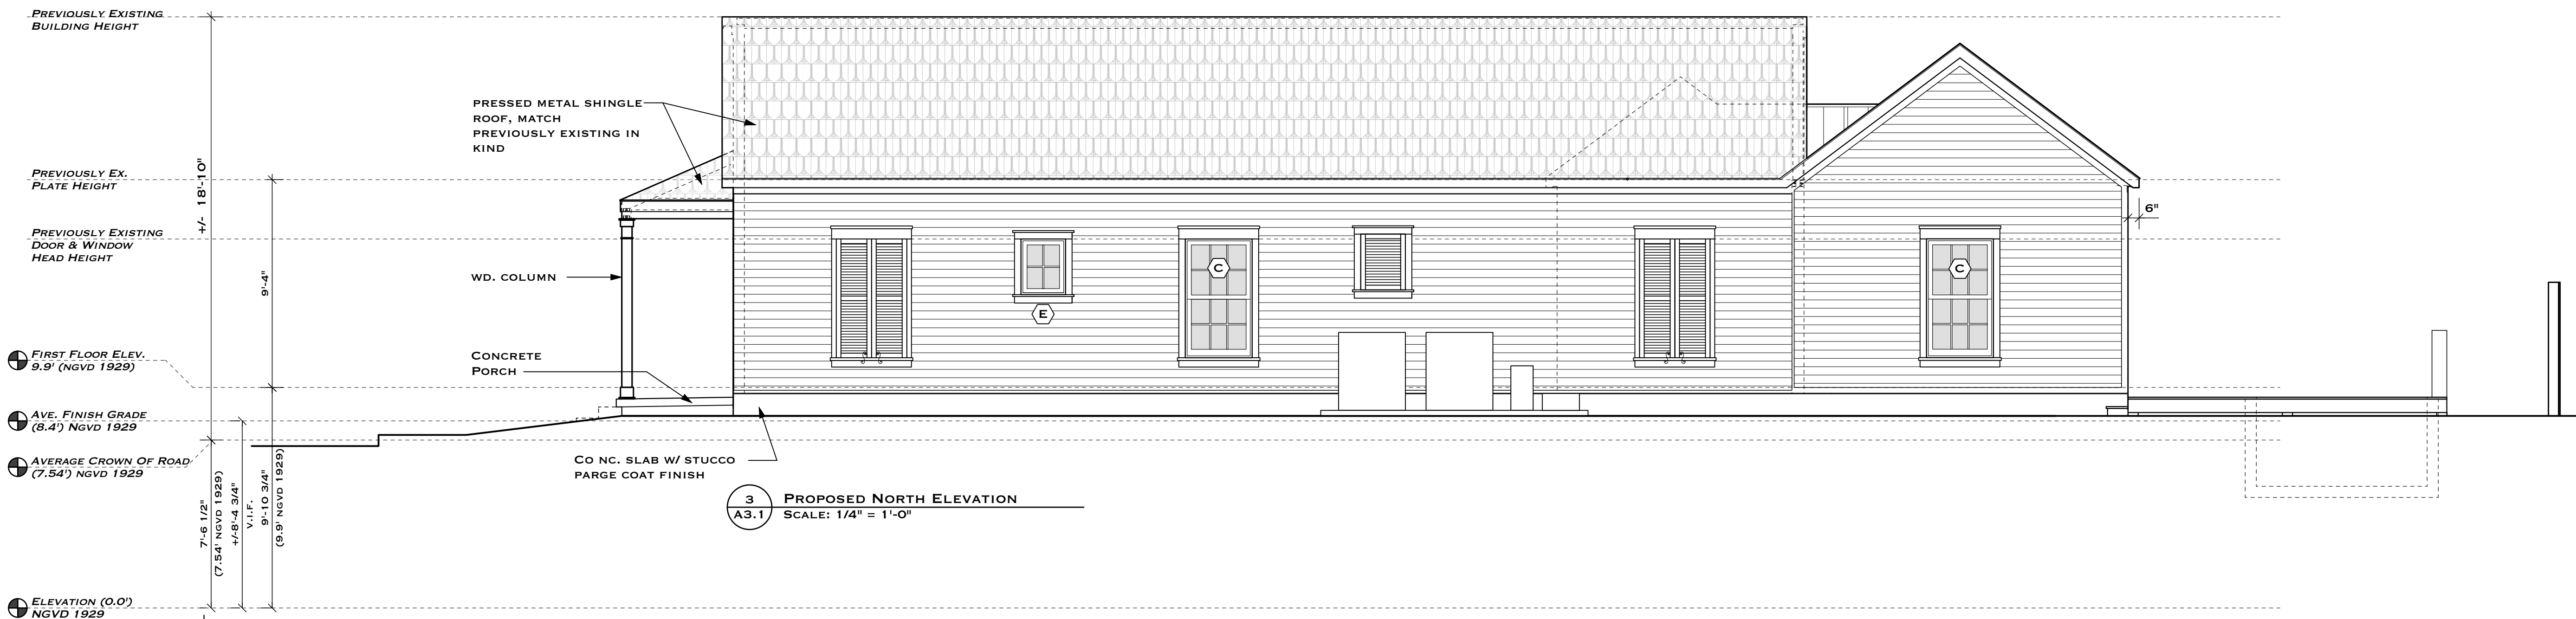 Previously Existing
Building Height
Previously Ex.
Plate Height
Previously Existing
Door & Window
Head Height
First Floor Elev.
9.9' (NGVD 1929)
Ave. Finish Grade
(8.4') NGVD 1929
Average Crown Of Road
(7.54') NGVD 1929
Elevation (0.0')
NGVD 1929
+/- 18'-10"
9'-4"
7'-6 1/2"
(7.54' NGVD 1929)
+/-8'-4 3/4"
V.I.F.
9'-10 3/4"
(9.9' NGVD 1929)
PRESSED METAL SHINGLE
ROOF, MATCH
PREVIOUSLY EXISTING IN
KIND
WD. COLUMN
Concrete
Porch
Co nc. slab w/ stucco
parge coat finish
E
C
C
6"
3
A3.1
Proposed North Elevation
Scale: 1/4" = 1'-0"